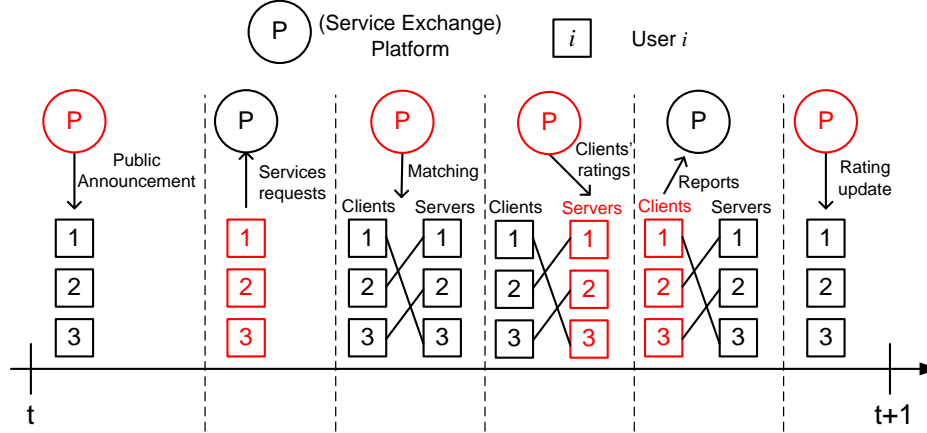 P
(Service Exchange)
Platform
i
User i
P
P
P
P
P
P
Public
Announcement
Services
requests
Matching
Clients'
ratings
Reports
Rating
update
Clients
Servers
Clients
Servers
Clients
Servers
1
1
1
1
1
1
1
1
1
2
2
2
2
2
2
2
2
2
3
3
3
3
3
3
3
3
3
t
t+1